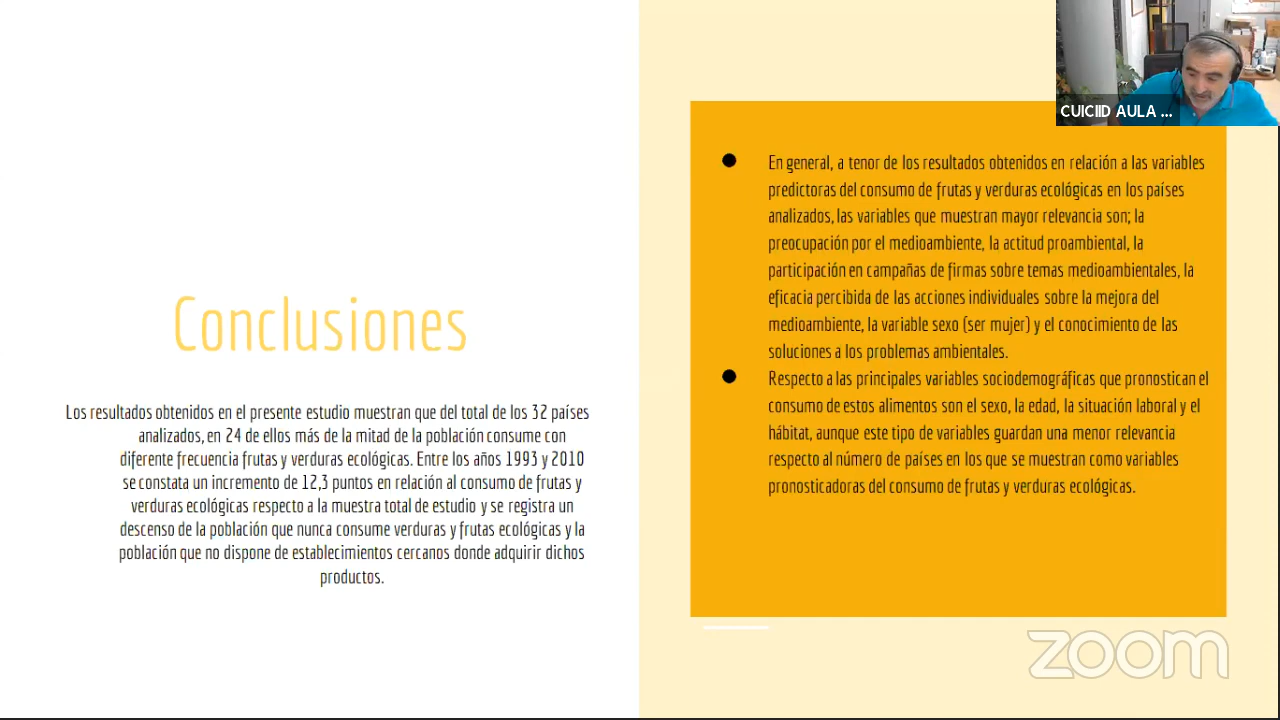 Conclusiones
Los resultados obtenidos en el presente estudio muestran que del total de los 32 países
analizados, en 24 de ellos más de la mitad de la población consume con
diferente frecuencia frutas y verduras ecológicas. Entre los años 1993 y 2010
se constata un incremento de 12,3 puntos en relación al consumo de frutas y
verduras ecológicas respecto a la muestra total de estudio y se registra un
descenso de la población que nunca consume verduras y frutas ecológicas y la
población que no dispone de establecimientos cercanos donde adquirir dichos
productos.
CUICIID AULA ...
● En general, a tenor de los resultados obtenidos en relación a las variables
predictoras del consumo de frutas y verduras ecológicas en los países
analizados, las variables que muestran mayor relevancia son; la
preocupación por el medioambiente, la actitud proambiental, la
participación en campañas de firmas sobre temas medioambientales, la
eficacia percibida de las acciones individuales sobre la mejora del
medioambiente, la variable sexo (ser mujer) y el conocimiento de las
soluciones a los problemas ambientales.
● Respecto a las principales variables sociodemográficas que pronostican el
consumo de estos alimentos son el sexo, la edad, la situación laboral y el
hábitat, aunque este tipo de variables guardan una menor relevancia
respecto al número de países en los que se muestran como variables
pronosticadoras del consumo de frutas y verduras ecológicas.
zoom